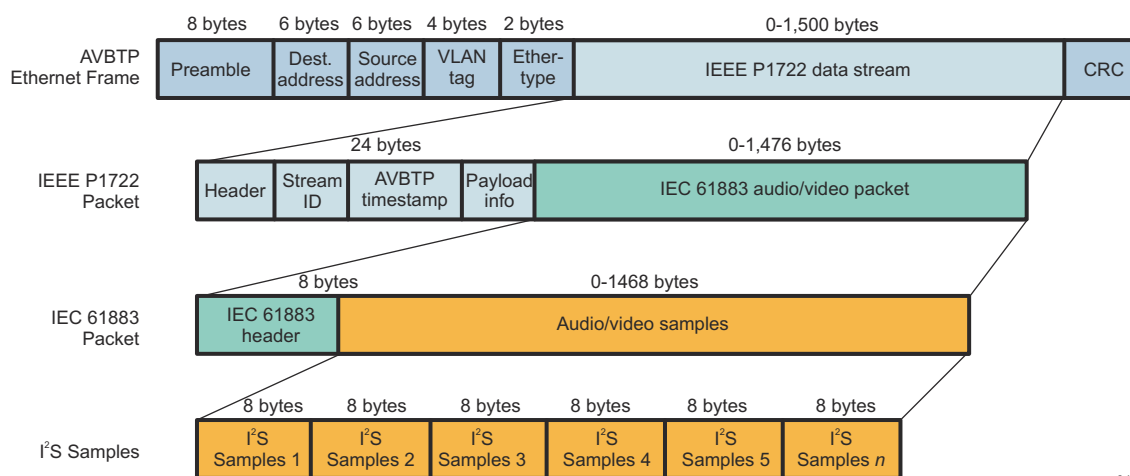 8 bytes 6 bytes 6 bytes 4 bytes 2 bytes 0-1,500 bytes
AVBTP
Ethernet Frame
Preamble
Dest.
address
Source
address
VLAN
tag
Ether-
type
IEEE P1722 data stream
CRC
24 bytes 0-1,476 bytes
IEEE P1722
Packet
Header
Stream
ID
AVBTP
timestamp
Payload
info
IEC 61883 audio/video packet
8 bytes 0-1468 bytes
IEC 61883
Packet
IEC 61883
header
Audio/video samples
8 bytes 8 bytes 8 bytes 8 bytes 8 bytes 8 bytes
I²S Samples
I²S
Samples 1
I²S
Samples 2
I²S
Samples 3
I²S
Samples 4
I²S
Samples 5
I²S
Samples n